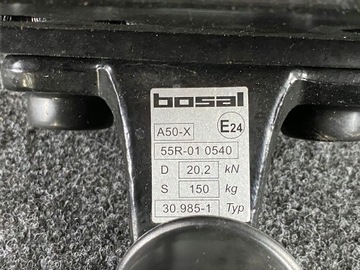 bosal
A50-X E24
55R-01 0540
D 20,2 kN
S 150 kg
30.985-1 Typ